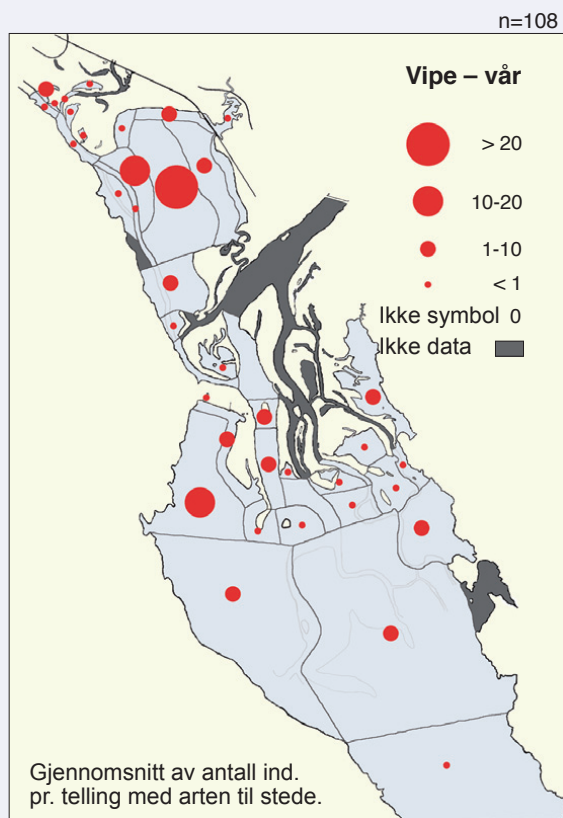 n=108
Vipe – vår
> 20
10-20
1-10
< 1
Ikke symbol 0
Ikke data
Gjennomsnitt av antall ind.
pr. telling med arten til stede.